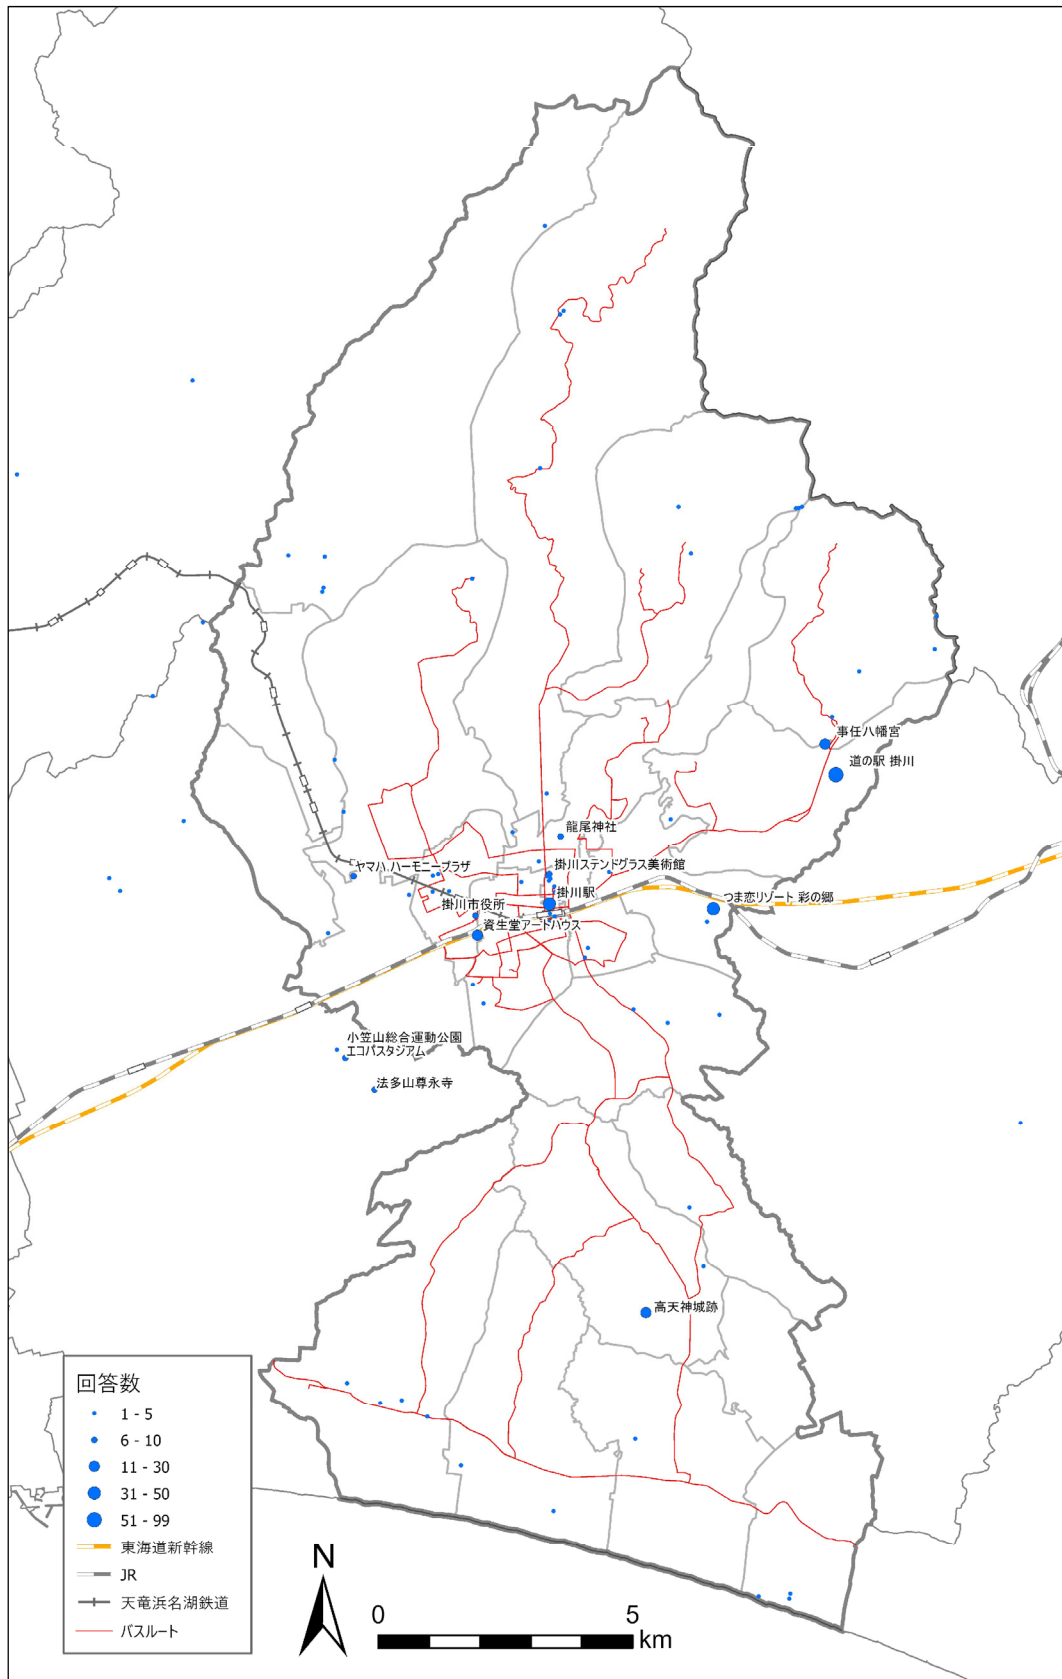 事任八幡宮
道の駅 掛川
龍尾神社
ヤマハ ハーモニープラザ
掛川ステンドグラス美術館
掛川駅
つま恋リゾート 彩の郷
掛川市役所
資生堂アートハウス
小笠山総合運動公園
エコパスタジアム
法多山尊永寺
高天神城跡
回答数
1 - 5
6 - 10
11 - 30
31 - 50
51 - 99
東海道新幹線
JR
天竜浜名湖鉄道
バスルート
N
0 5
km